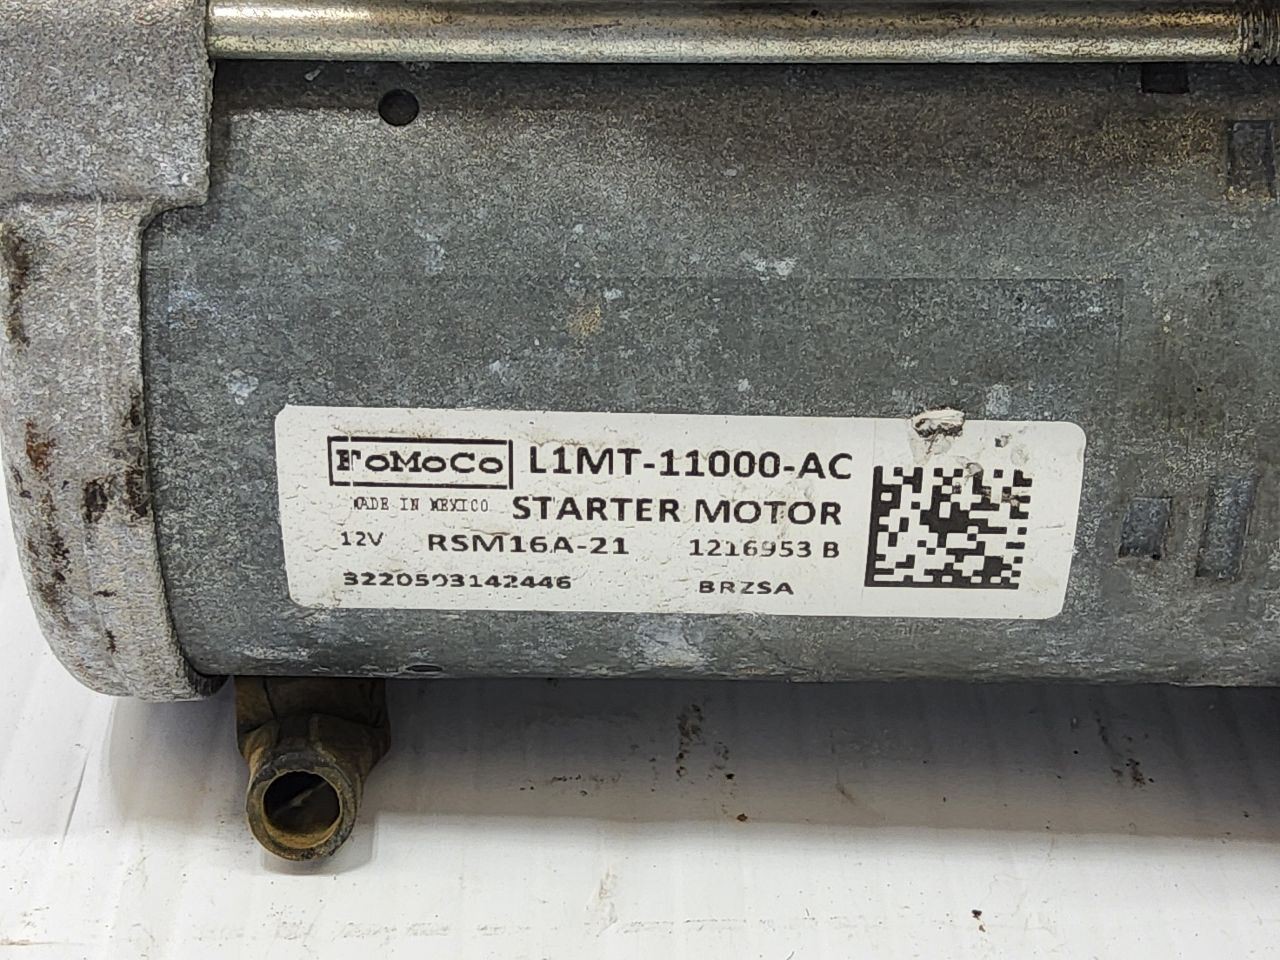 FoMoCo L1MT-11000-AC
MADE IN MEXICO STARTER MOTOR
12V RSM16A-21 1216953 B
3220503142446 BRZSA